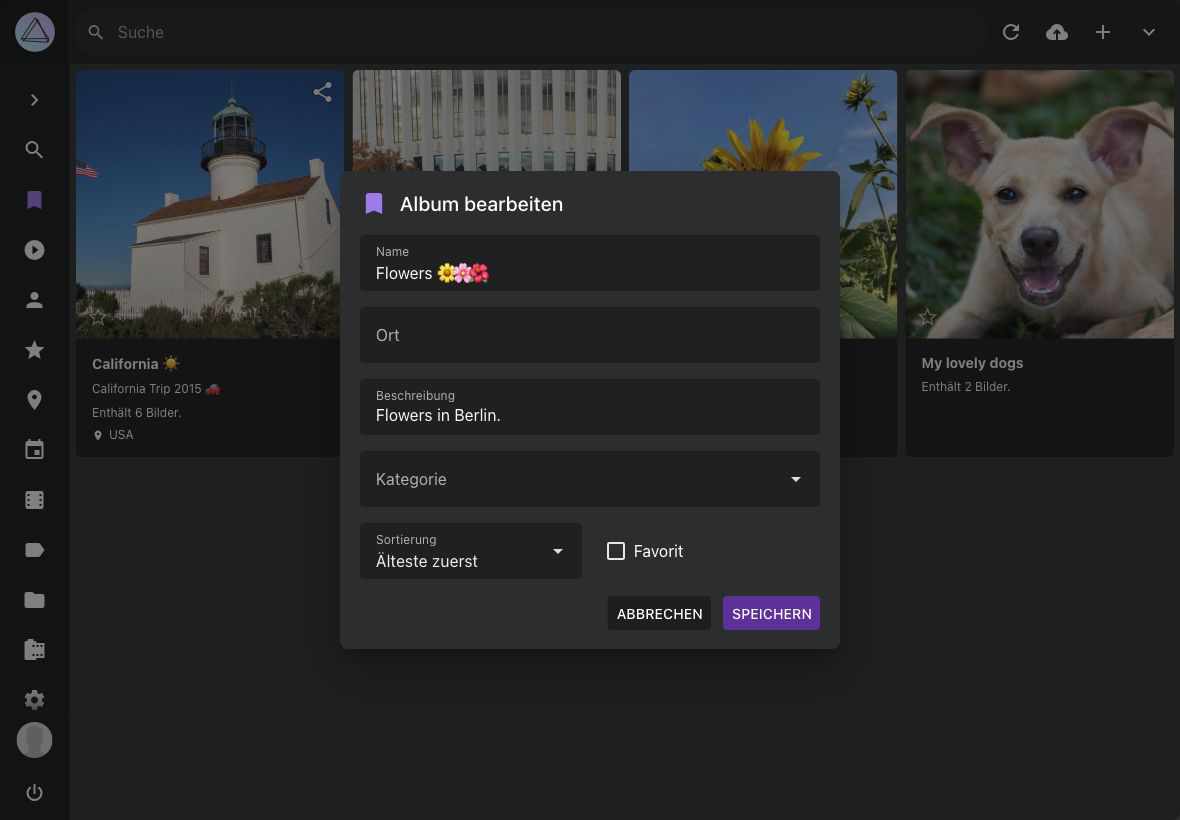 Suche
Album bearbeiten
Name
Flowers 🌻🌸🌺
Ort
Beschreibung
Flowers in Berlin.
Kategorie
Sortierung
Älteste zuerst
Favorit
ABBRECHEN
SPEICHERN
California ☀️
California Trip 2015 🚗
Enthält 6 Bilder.
USA
My lovely dogs
Enthält 2 Bilder.